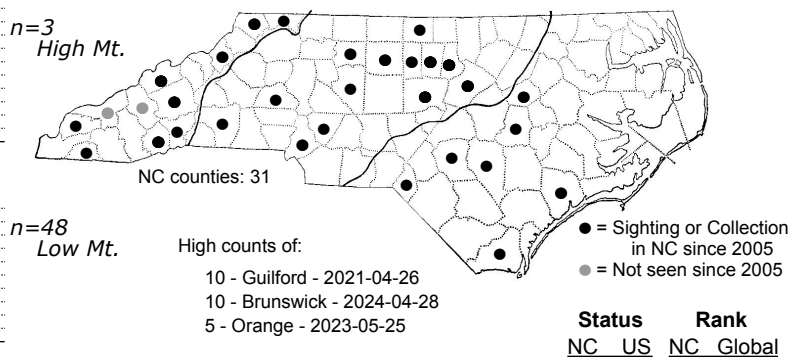 n=3
High Mt.
NC counties: 31
n=48
Low Mt.
High counts of:
10 - Guilford - 2021-04-26
10 - Brunswick - 2024-04-28
5 - Orange - 2023-05-25
● = Sighting or Collection
in NC since 2005
● = Not seen since 2005
Status Rank
NC US NC Global